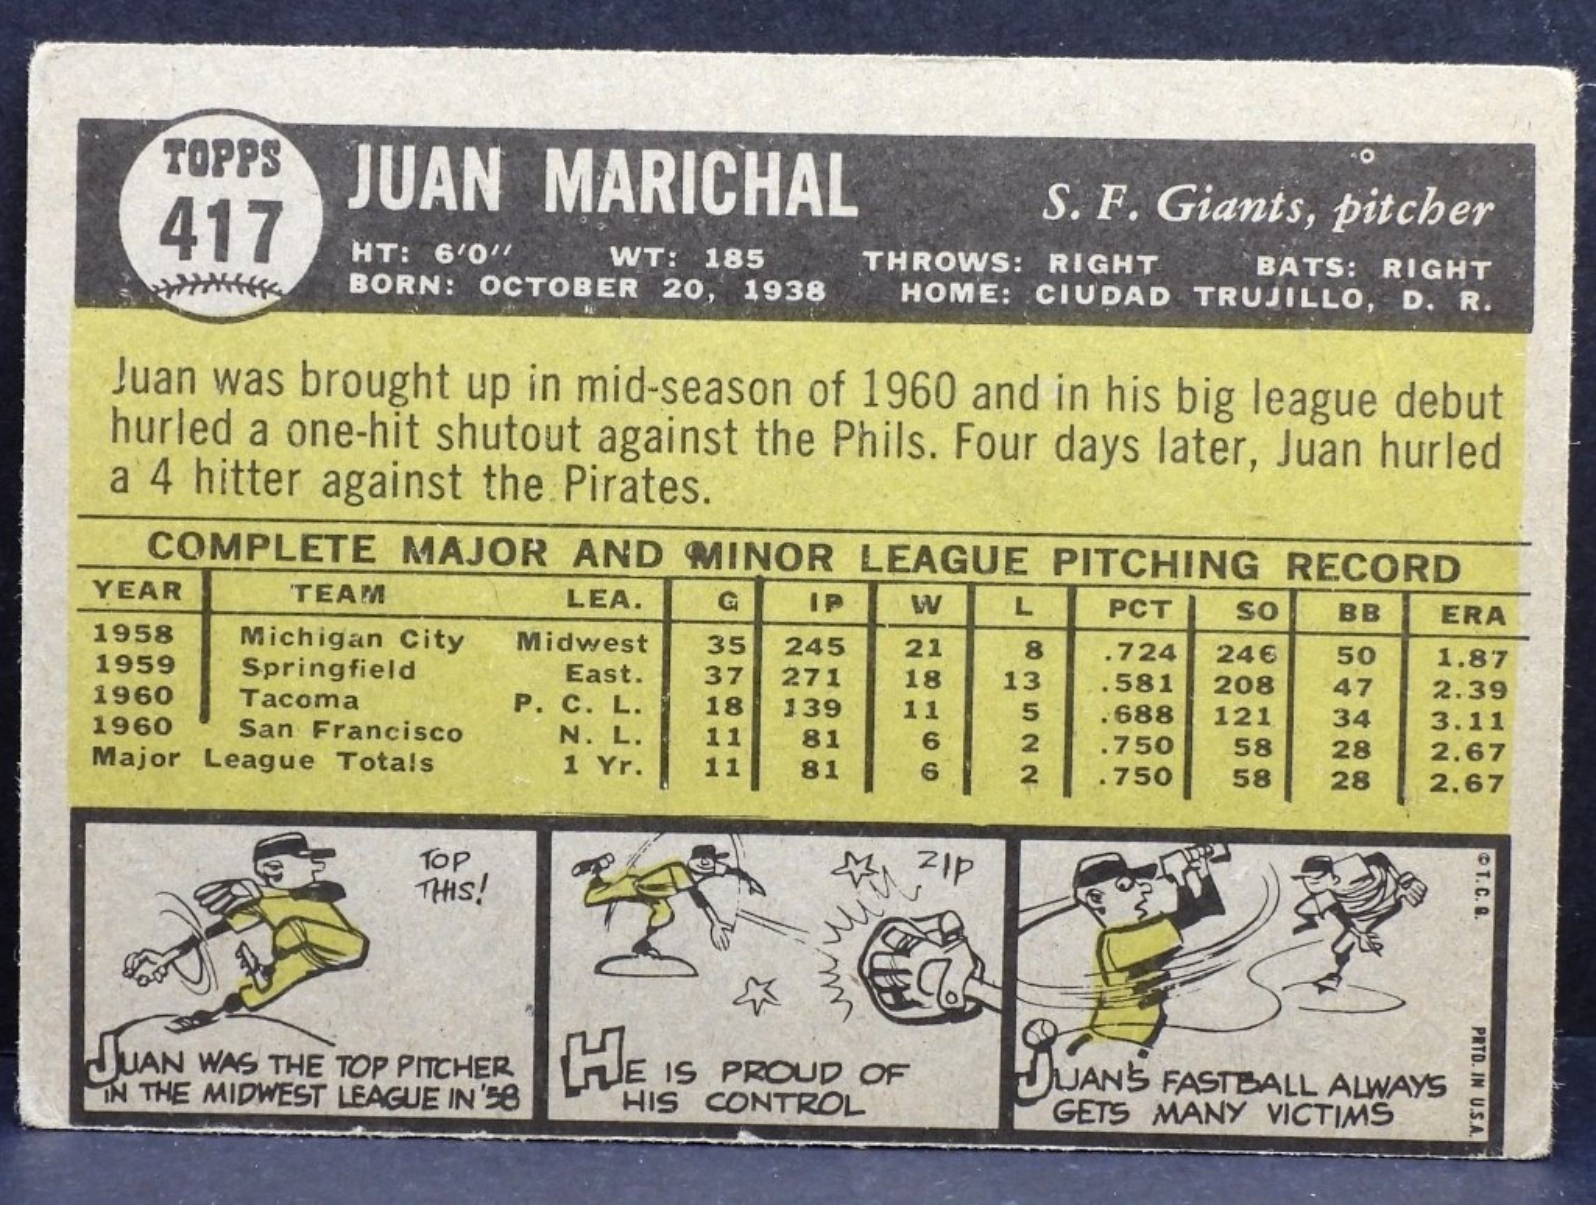 TOPPS
417
JUAN MARICHAL
S. F. Giants, pitcher
HT: 6'0" WT: 185 THROWS: RIGHT BATS: RIGHT
BORN: OCTOBER 20, 1938 HOME: CIUDAD TRUJILLO, D. R.
Juan was brought up in mid-season of 1960 and in his big league debut
hurled a one-hit shutout against the Phils. Four days later, Juan hurled
a 4 hitter against the Pirates.
COMPLETE MAJOR AND MINOR LEAGUE PITCHING RECORD
YEAR TEAM LEA. G IP W L PCT SO BB ERA
1958 Michigan City Midwest 35 245 21 8 .724 246 50 1.87
1959 Springfield East. 37 271 18 13 .581 208 47 2.39
1960 Tacoma P. C. L. 18 139 11 5 .688 121 34 3.11
1960 San Francisco N. L. 11 81 6 2 .750 58 28 2.67
Major League Totals 1 Yr. 11 81 6 2 .750 58 28 2.67
TOP
THIS!
JUAN WAS THE TOP PITCHER
IN THE MIDWEST LEAGUE IN '58
ZIP
HE IS PROUD OF
HIS CONTROL
JUAN'S FASTBALL ALWAYS
GETS MANY VICTIMS
© T. C. G.
PRTD. IN U.S.A.